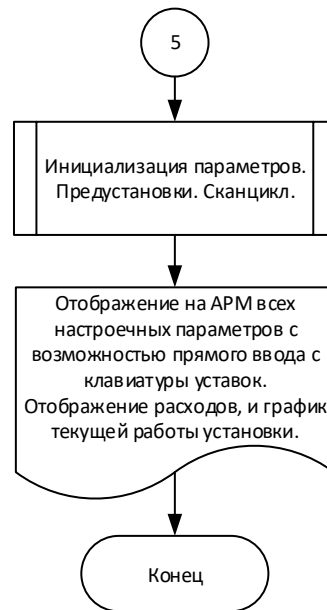 5
Инициализация параметров.
Предустановки. Сканцикл.
Отображение на АРМ всех
настроечных параметров с
возможностью прямого ввода с
клавиатуры уставок.
Отображение расходов, и график
текущей работы установки.
Конец